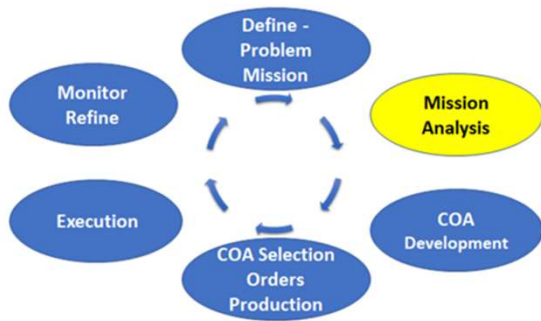 Define -
Problem
Mission
Mission
Analysis
COA
Development
COA Selection
Orders
Production
Execution
Monitor
Refine